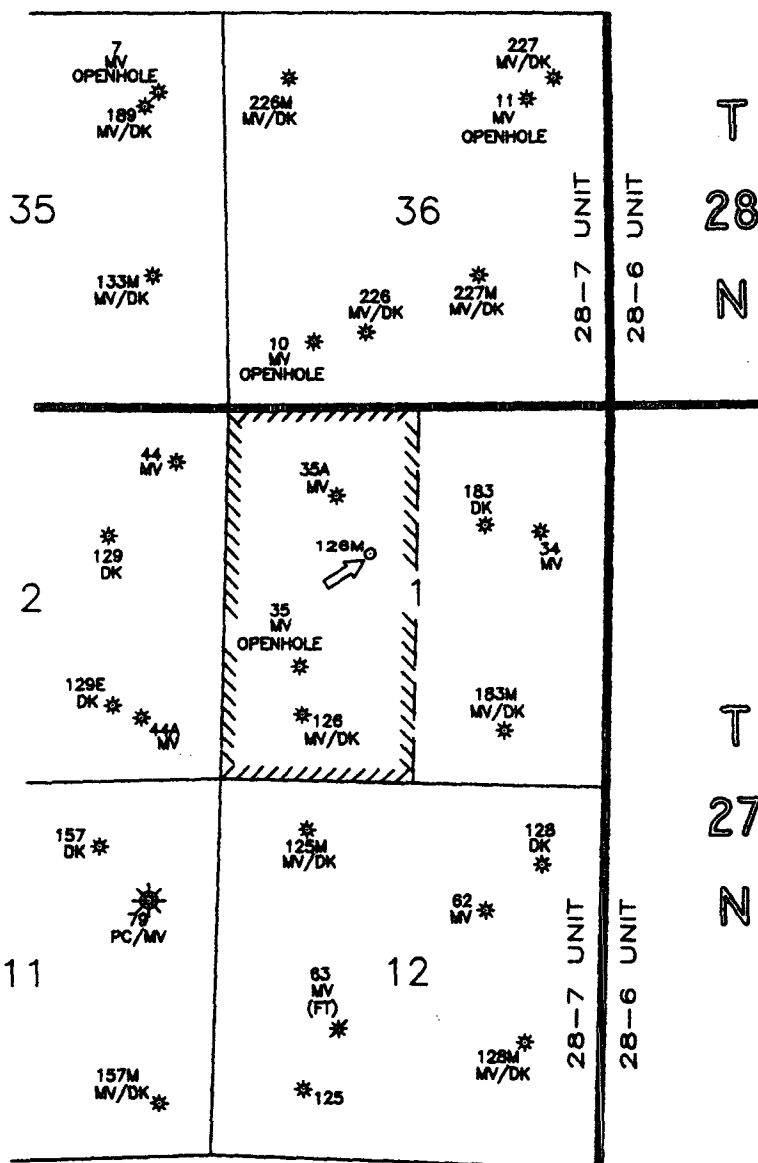 7
MV
OPENHOLE
189
MV/DK
226M
MV/DK
227
MV/DK
11
MV
OPENHOLE
T
28
N
35
36
133M
MV/DK
226
MV/DK
227M
MV/DK
10
MV
OPENHOLE
28-7 UNIT
28-6 UNIT
44
MV
35A
MV
183
DK
129
DK
126M
34
MV
2
1
35
MV
OPENHOLE
129E
DK
44A
MV
126
MV/DK
183M
MV/DK
T
27
N
157
DK
125M
MV/DK
128
DK
9
PC/MV
62
MV
11
12
63
MV
(FT)
28-7 UNIT
28-6 UNIT
157M
MV/DK
125
128M
MV/DK